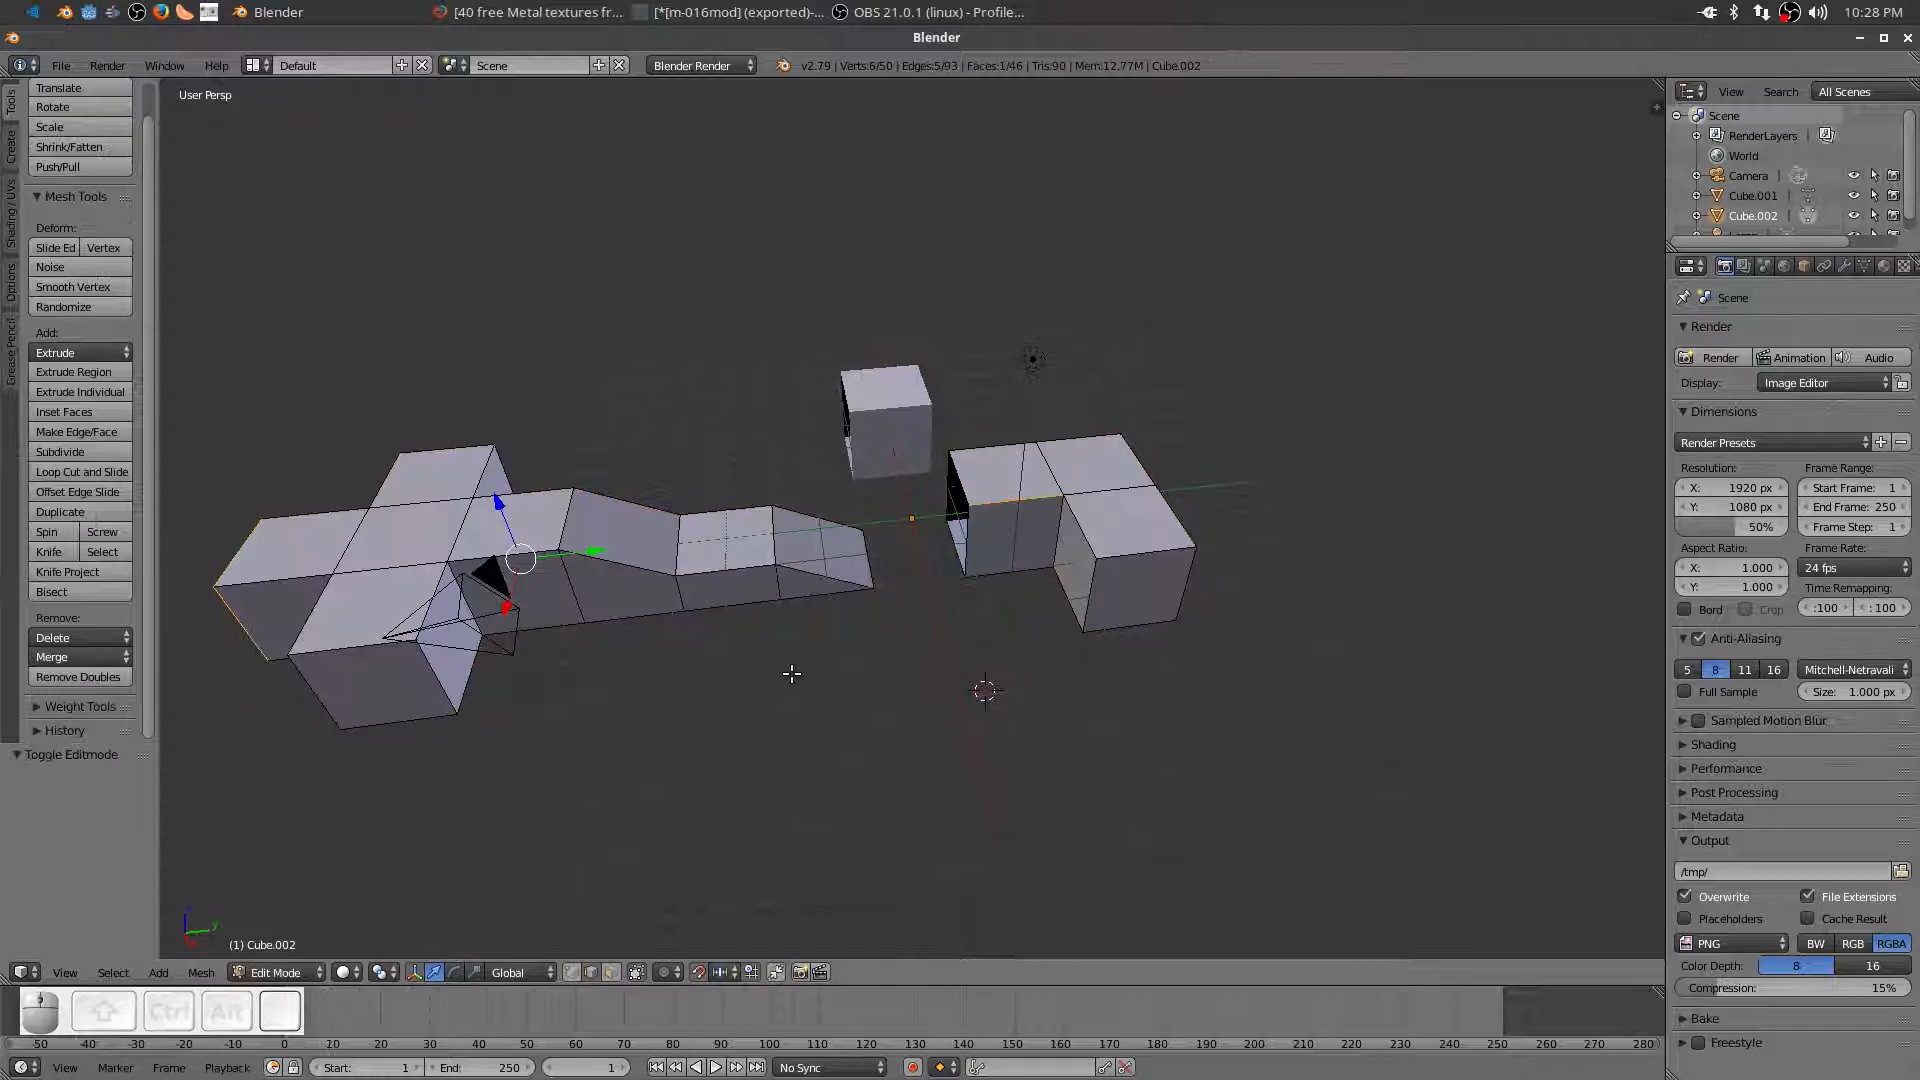 Blender
[40 free Metal textures fr...
[*[m-016mod] (exported)-...
OBS 21.0.1 (linux) - Profile...
10:28 PM
Blender
File Render Window Help
Default
Scene
Blender Render
v2.79 | Verts:6/50 | Edges:5/93 | Faces:1/46 | Tris:90 | Mem:12.77M | Cube.002
View Search All Scenes
Tools
Create
Shading / UVs
Options
Grease Pencil
Translate
Rotate
Scale
Shrink/Fatten
Push/Pull
Mesh Tools
Deform:
Slide Ed Vertex
Noise
Smooth Vertex
Randomize
Add:
Extrude
Extrude Region
Extrude Individual
Inset Faces
Make Edge/Face
Subdivide
Loop Cut and Slide
Offset Edge Slide
Duplicate
Spin Screw
Knife Select
Knife Project
Bisect
Remove:
Delete
Merge
Remove Doubles
Weight Tools
History
Toggle Editmode
User Persp
y
(1) Cube.002
Scene
RenderLayers
World
Camera
Cube.001
Cube.002
Scene
Render
Render Animation Audio
Display: Image Editor
Dimensions
Render Presets
Resolution: Frame Range:
X: 1920 px Start Frame: 1
Y: 1080 px End Frame: 250
50% Frame Step: 1
Aspect Ratio: Frame Rate:
X: 1.000 24 fps
Y: 1.000 Time Remapping:
Bord Crop :100 : 100
Anti-Aliasing
5 8 11 16 Mitchell-Netravali
Full Sample Size: 1.000 px
Sampled Motion Blur
Shading
Performance
Post Processing
Metadata
Output
/tmp/
Overwrite File Extensions
Placeholders Cache Result
PNG BW RGB RGBA
Color Depth: 8 16
Compression: 15%
Bake
Freestyle
View Select Add Mesh Edit Mode Global
Ctrl Alt
-50 -40 -30 -20 -10 0 10 20 30 40 50 60 70 80 90 100 110 120 130 140 150 160 170 180 190 200 210 220 230 240 250 260 270 280
View Marker Frame Playback Start: 1 End: 250 1 No Sync